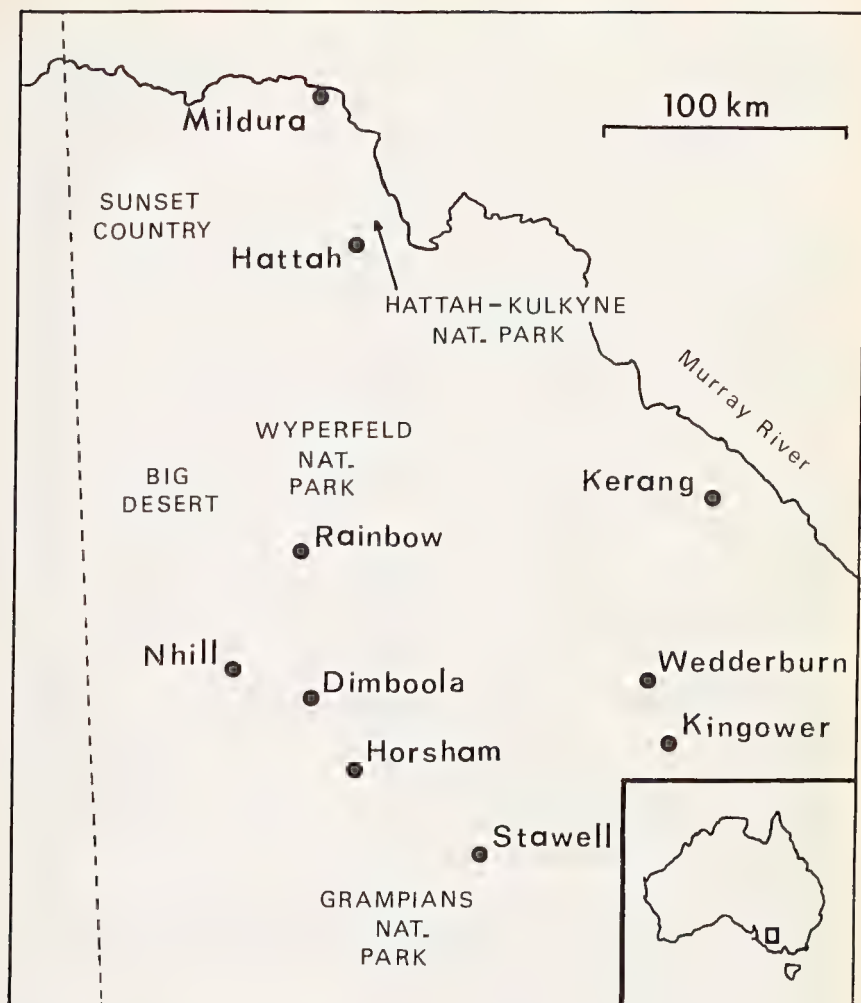 Mildura
100 km
SUNSET
COUNTRY
Hattah
HATTAH-KULKYNE
NAT. PARK
Murray River
WYPERFELD
NAT.
PARK
BIG
DESERT
Kerang
Rainbow
Nhill
Dimboola
Wedderburn
Kingower
Horsham
Stawell
GRAMPIANS
NAT.
PARK